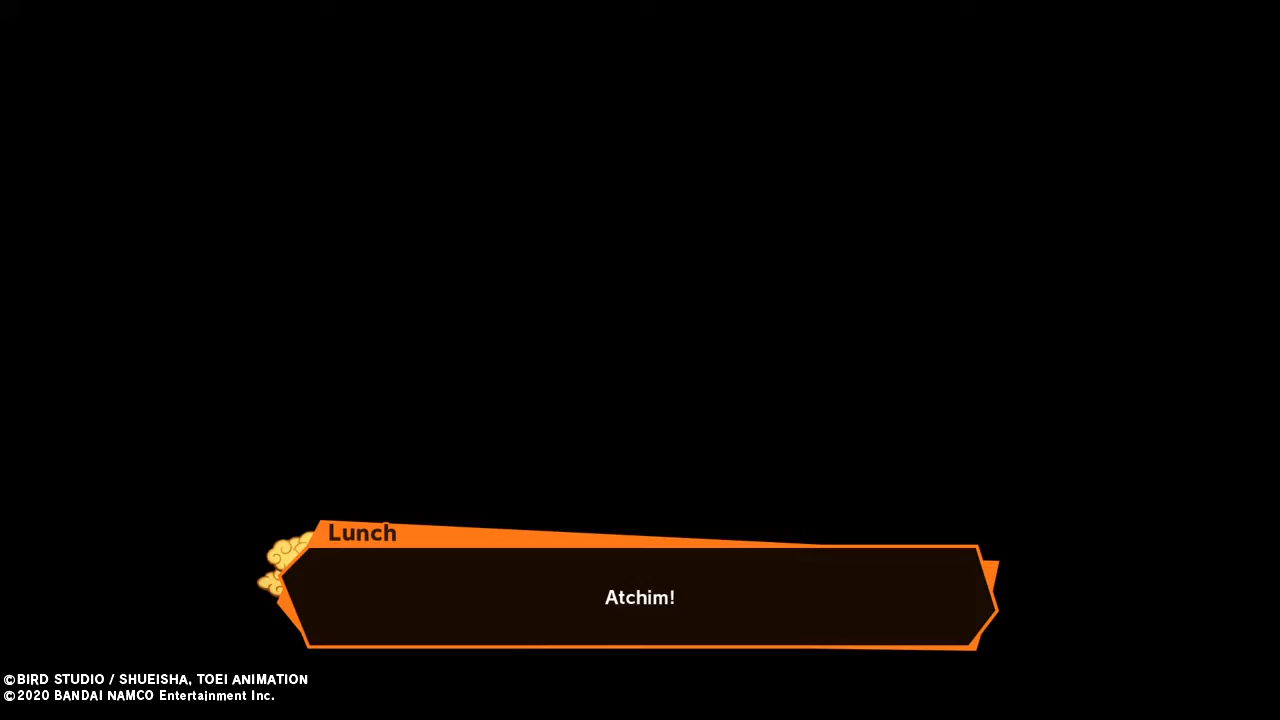 Lunch
Atchim!
©BIRD STUDIO / SHUEISHA, TOEI ANIMATION
©2020 BANDAI NAMCO Entertainment Inc.